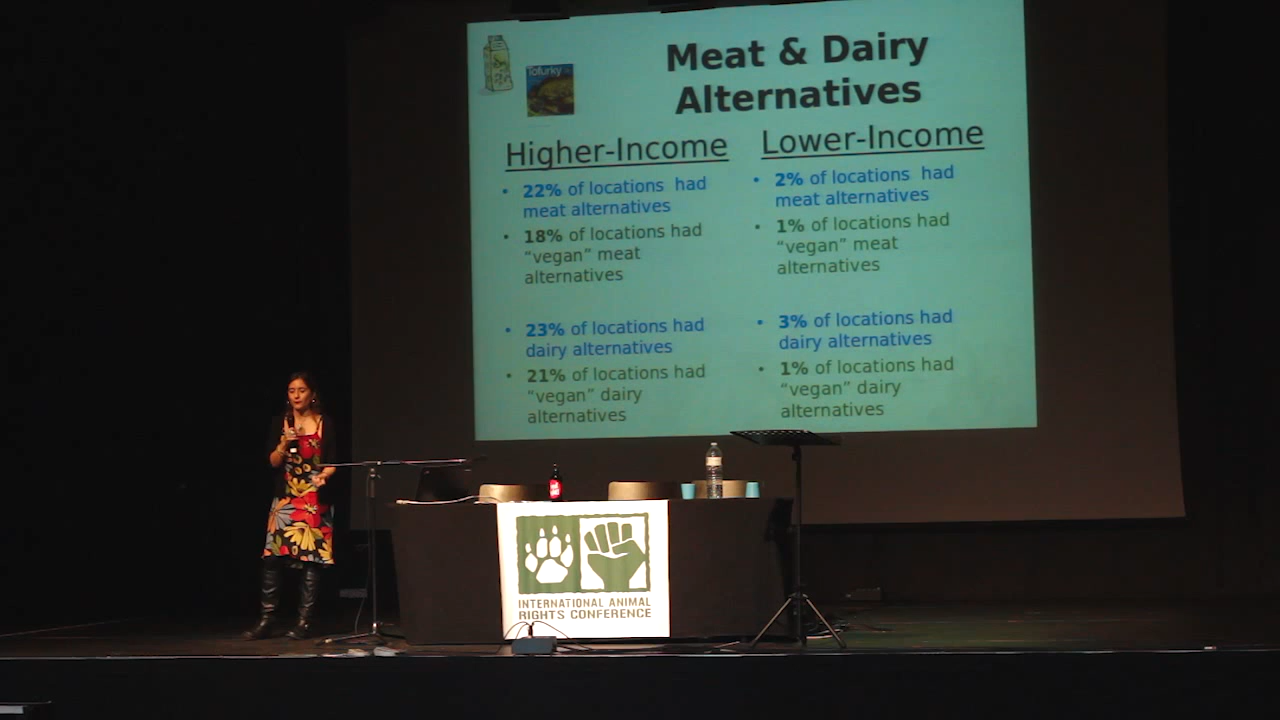 Tofurky
Meat & Dairy
Alternatives
Higher-Income
• 22% of locations had
meat alternatives
• 18% of locations had
“vegan” meat
alternatives
• 23% of locations had
dairy alternatives
• 21% of locations had
“vegan” dairy
alternatives
Lower-Income
• 2% of locations had
meat alternatives
• 1% of locations had
“vegan” meat
alternatives
• 3% of locations had
dairy alternatives
• 1% of locations had
“vegan” dairy
alternatives
INTERNATIONAL ANIMAL
RIGHTS CONFERENCE